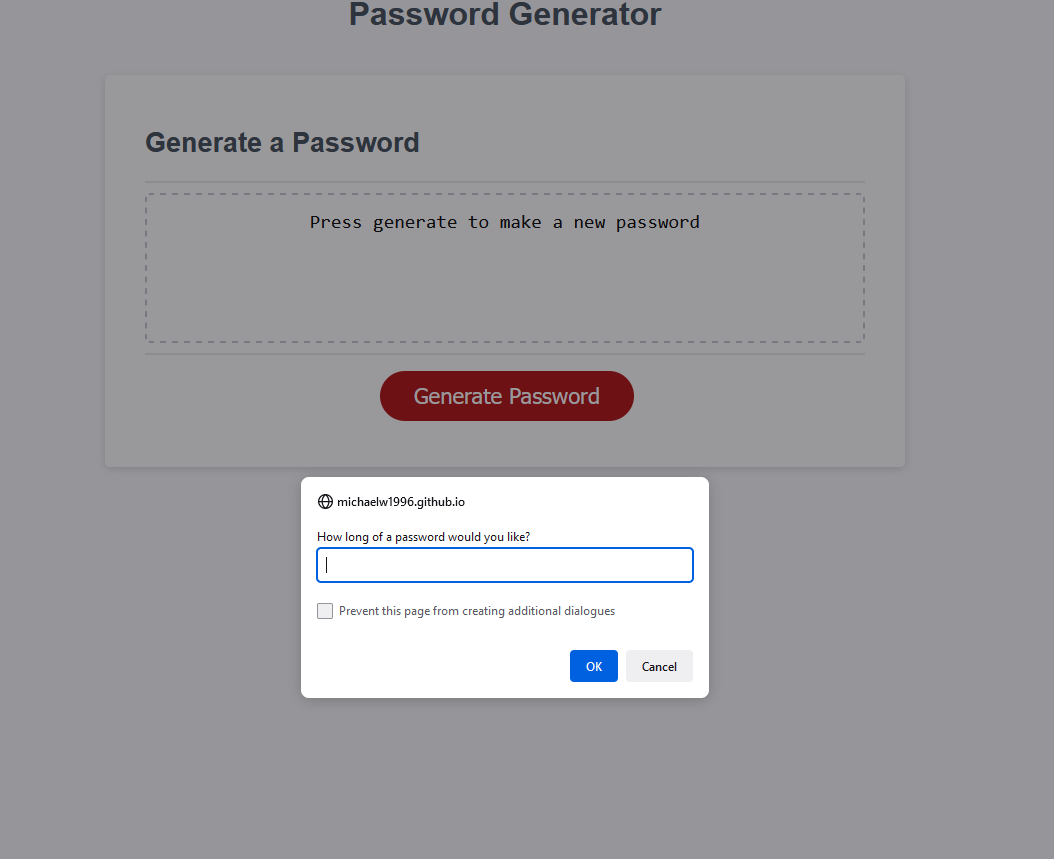 Password Generator
Generate a Password
Press generate to make a new password
Generate Password
michaelw1996.github.io
How long of a password would you like?
Prevent this page from creating additional dialogues
OK
Cancel